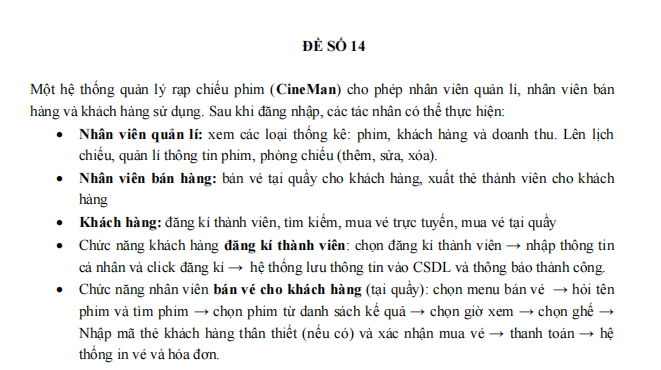 ĐỀ SỐ 14
Một hệ thống quản lý rạp chiếu phim (CineMan) cho phép nhân viên quản lí, nhân viên bán
hàng và khách hàng sử dụng. Sau khi đăng nhập, các tác nhân có thể thực hiện:
• Nhân viên quản lí: xem các loại thống kê: phim, khách hàng và doanh thu. Lên lịch
chiếu, quản lí thông tin phim, phòng chiếu (thêm, sửa, xóa).
• Nhân viên bán hàng: bán vé tại quầy cho khách hàng, xuất thẻ thành viên cho khách
hàng
• Khách hàng: đăng kí thành viên, tìm kiếm, mua vé trực tuyến, mua vé tại quầy
• Chức năng khách hàng đăng kí thành viên: chọn đăng kí thành viên → nhập thông tin
cá nhân và click đăng kí → hệ thống lưu thông tin vào CSDL và thông báo thành công.
• Chức năng nhân viên bán vé cho khách hàng (tại quầy): chọn menu bán vé → hỏi tên
phim và tìm phim → chọn phim từ danh sách kế quả → chọn giờ xem → chọn ghế →
Nhập mã thẻ khách hàng thân thiết (nếu có) và xác nhận mua vé → thanh toán → hệ
thống in vé và hóa đơn.